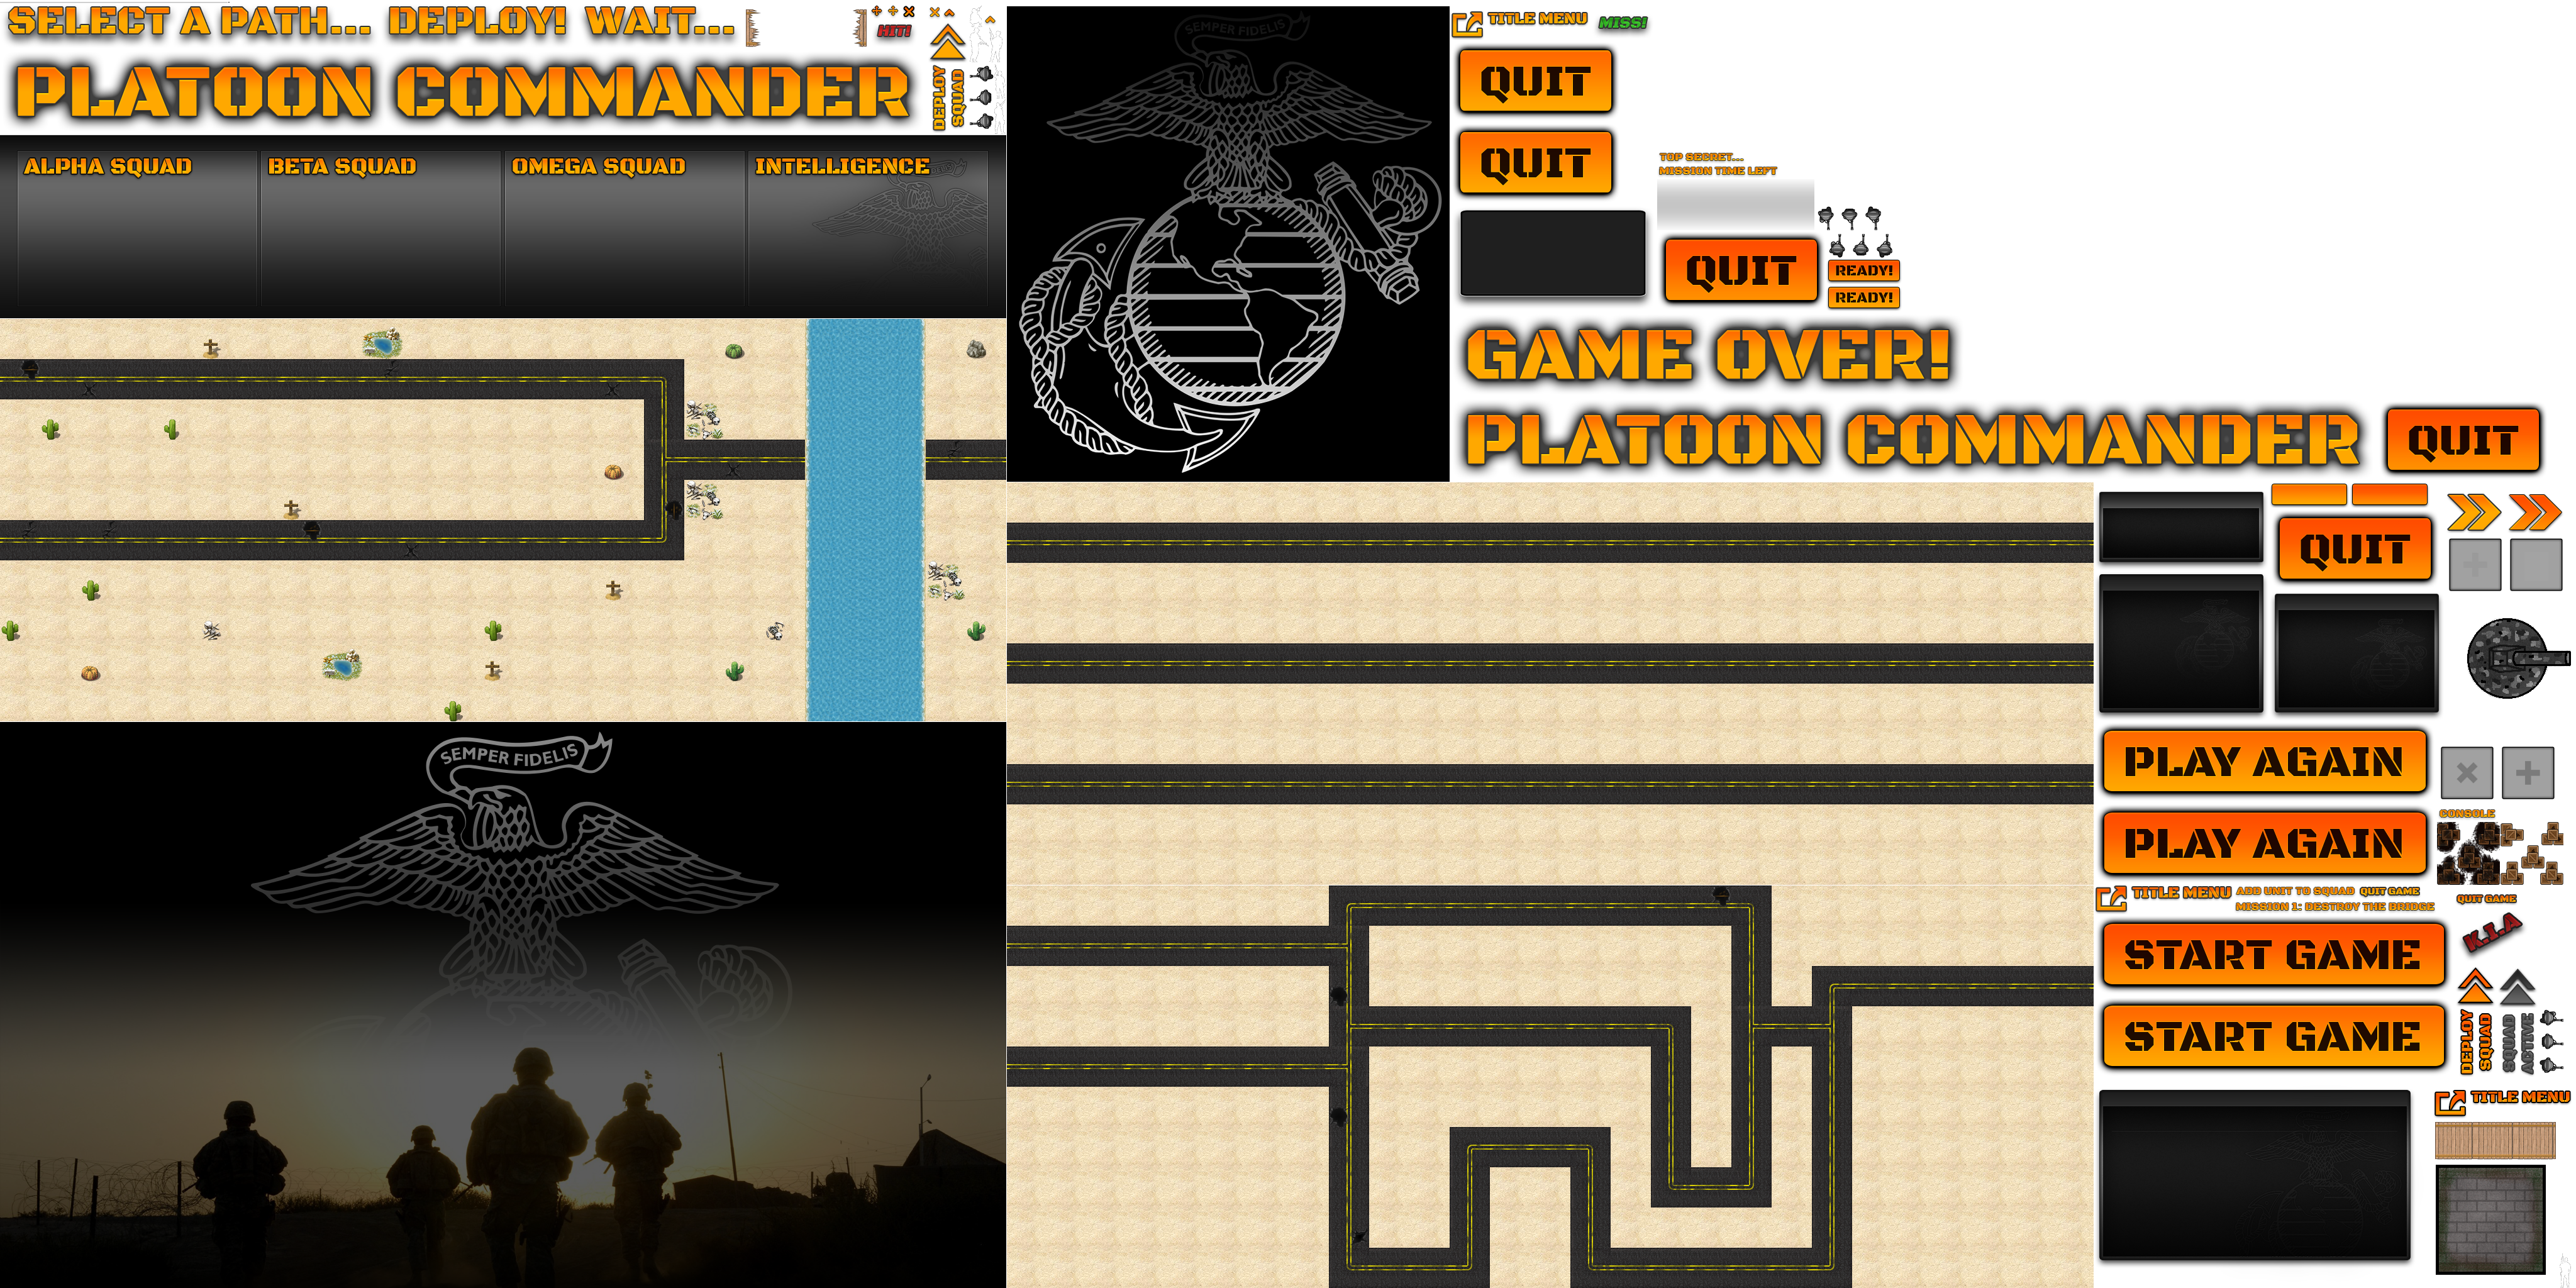 SELECT A PATH... DEPLOY! WAIT...
HIT!
PLATOON COMMANDER
DEPLOY
SQUAD
ALPHA SQUAD
BETA SQUAD
OMEGA SQUAD
INTELLIGENCE
SEMPER FIDELIS
SEMPER FIDELIS
TITLE MENU
MISS!
QUIT
QUIT
TOP SECRET...
MISSION TIME LEFT
QUIT
READY!
READY!
GAME OVER!
PLATOON COMMANDER
QUIT
QUIT
PLAY AGAIN
PLAY AGAIN
CONSOLE
TITLE MENU
ADD UNIT TO SQUAD
QUIT GAME
MISSION 1: DESTROY THE BRIDGE
QUIT GAME
K.I.A
START GAME
START GAME
DEPLOY
SQUAD
SQUAD
ACTIVE
TITLE MENU